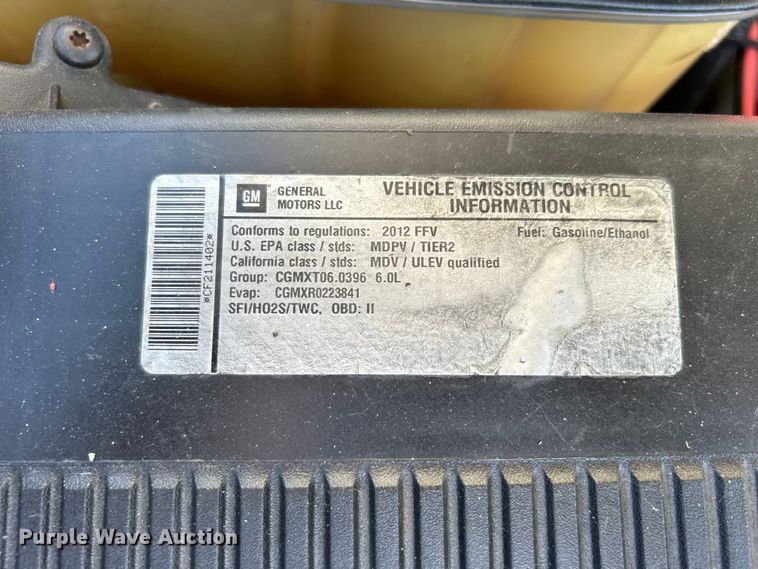 *CF211402*
GM
GENERAL
MOTORS LLC
VEHICLE EMISSION CONTROL
INFORMATION
Conforms to regulations: 2012 FFV Fuel: Gasoline/Ethanol
U.S. EPA class / stds: MDPV / TIER2
California class / stds: MDV / ULEV qualified
Group: CGMXT06.0396 6.0L
Evap: CGMXR0223841
SFI/HO2S/TWC, OBD: II
Purple Wave Auction